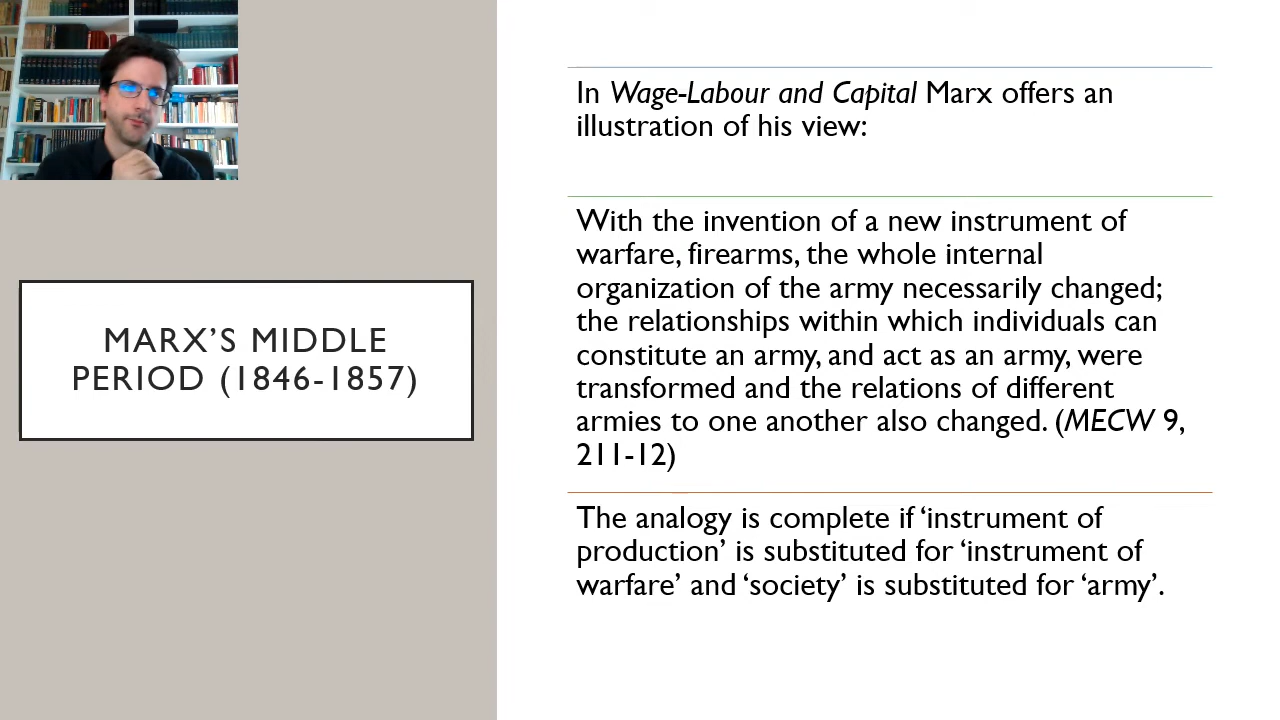 MARX’S MIDDLE
PERIOD (1846-1857)
In Wage-Labour and Capital Marx offers an
illustration of his view:
With the invention of a new instrument of
warfare, firearms, the whole internal
organization of the army necessarily changed;
the relationships within which individuals can
constitute an army, and act as an army, were
transformed and the relations of different
armies to one another also changed. (MECW 9,
211-12)
The analogy is complete if ‘instrument of
production’ is substituted for ‘instrument of
warfare’ and ‘society’ is substituted for ‘army’.